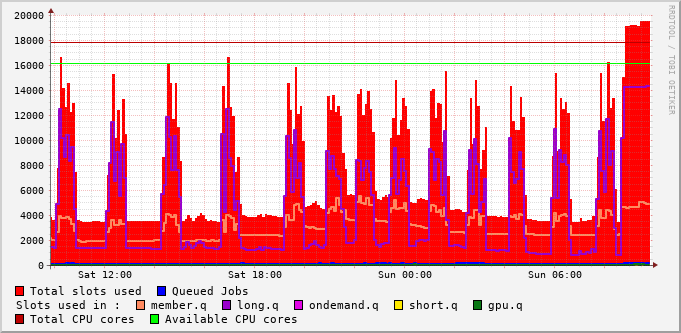 RRDTOOL / TOBI OETIKER
20000
18000
16000
14000
12000
10000
8000
6000
4000
2000
0
Sat 12:00 Sat 18:00 Sun 00:00 Sun 06:00
Total slots used Queued Jobs
Slots used in : member.q long.q ondemand.q short.q gpu.q
Total CPU cores Available CPU cores